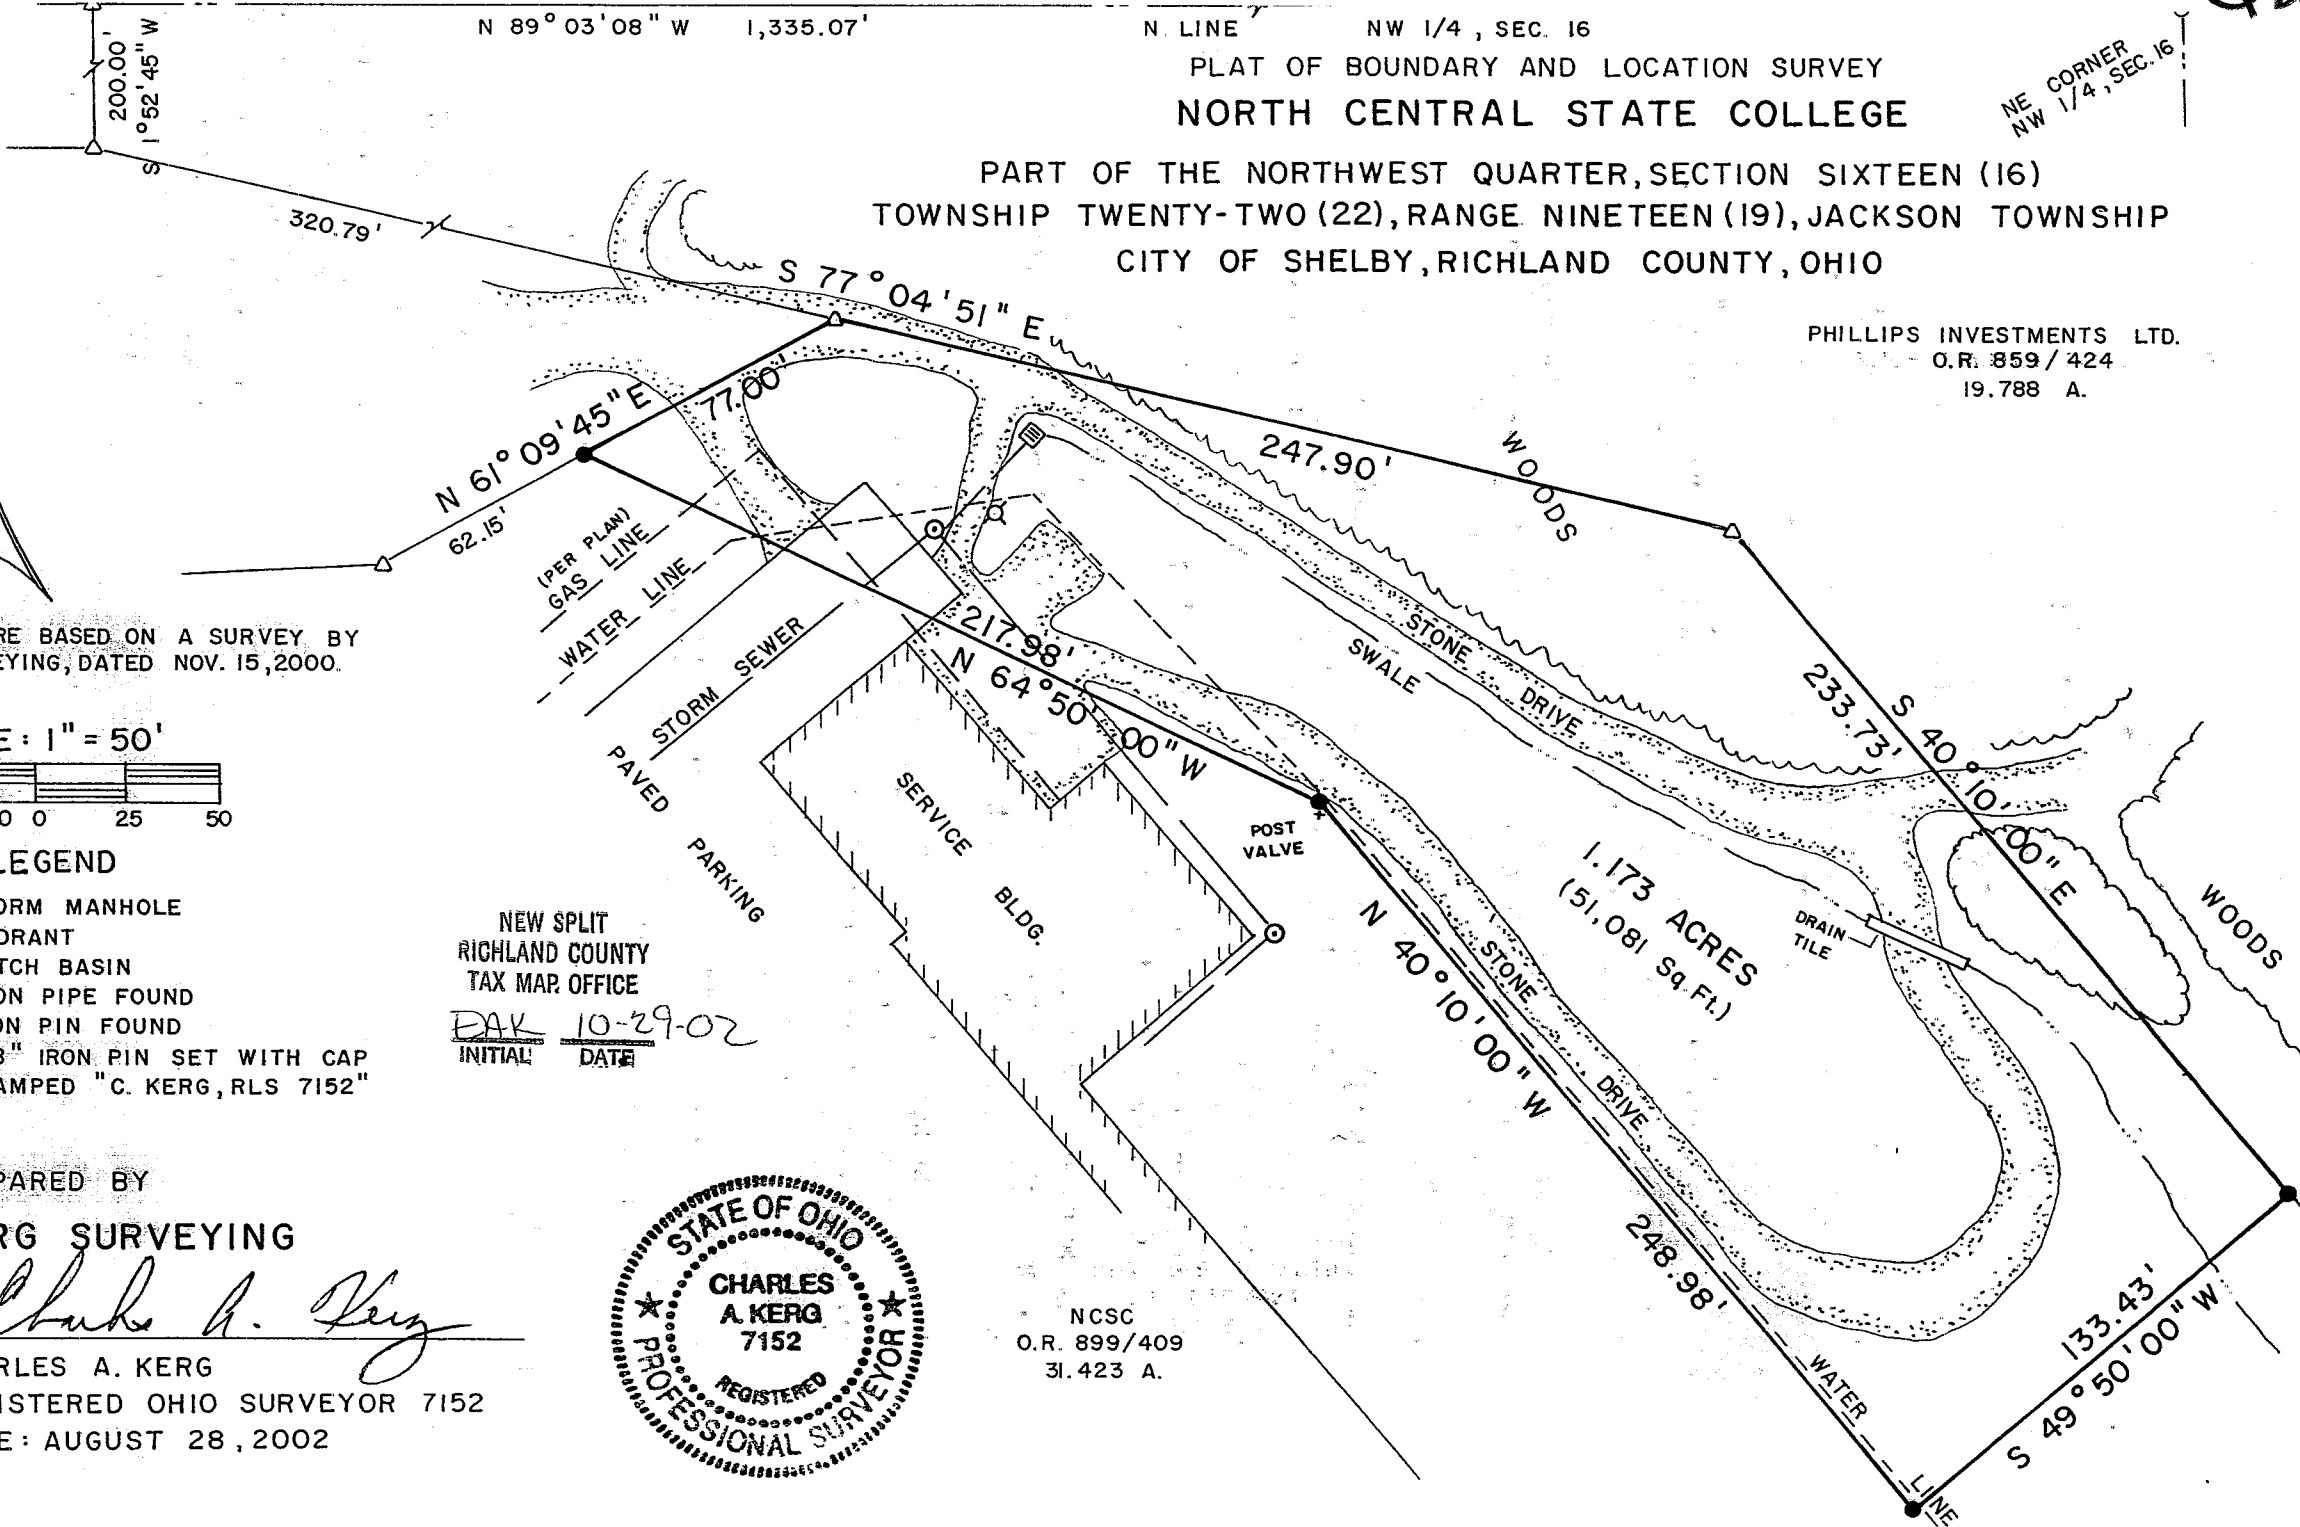 N 89° 03' 08" W 1,335.07'
N. LINE NW 1/4, SEC. 16
200.00'
S 1° 52' 45" W
PLAT OF BOUNDARY AND LOCATION SURVEY
NORTH CENTRAL STATE COLLEGE
NE CORNER
NW 1/4, SEC. 16
PART OF THE NORTHWEST QUARTER, SECTION SIXTEEN (16)
TOWNSHIP TWENTY-TWO (22), RANGE NINETEEN (19), JACKSON TOWNSHIP
CITY OF SHELBY, RICHLAND COUNTY, OHIO
320.79'
S 77° 04' 51" E
PHILLIPS INVESTMENTS LTD.
O.R. 859/424
19.788 A.
N 61° 09' 45" E
77.00'
62.15'
247.90'
WOODS
(PER PLAN)
GAS LINE
WATER LINE
STORM SEWER
PAVED PARKING
217.98'
N 64° 50' 00" W
STONE DRIVE
SWALE
233.73'
S 40° 10' 00" E
RE BASED ON A SURVEY BY
EYING, DATED NOV. 15, 2000.
E: 1" = 50'
0 0 25 50
LEGEND
ORM MANHOLE
DRANT
TCH BASIN
ON PIPE FOUND
ON PIN FOUND
8" IRON PIN SET WITH CAP
AMPED "C. KERG, RLS 7152"
SERVICE BLDG.
POST
VALVE
1.173 ACRES
(51,081 Sq. Ft.)
DRAIN
TILE
WOODS
NEW SPLIT
RICHLAND COUNTY
TAX MAP OFFICE
EAK 10-29-02
INITIAL DATE
N 40° 10' 00" W
STONE DRIVE
248.98'
WATER LINE
133.43'
S 49° 50' 00" W
PARED BY
RG SURVEYING
Charles A. Kerg
RLES A. KERG
ISTERED OHIO SURVEYOR 7152
E: AUGUST 28, 2002
STATE OF OHIO
CHARLES
A. KERG
7152
REGISTERED
PROFESSIONAL SURVEYOR
NCSC
O.R. 899/409
31.423 A.